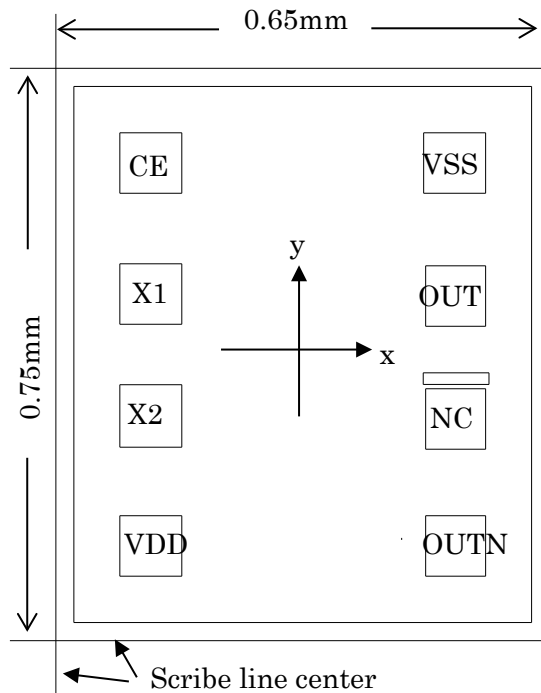 0.65mm
CE VSS
y
X1 OUT
0.75mm
x
X2 NC
VDD OUTN
Scribe line center